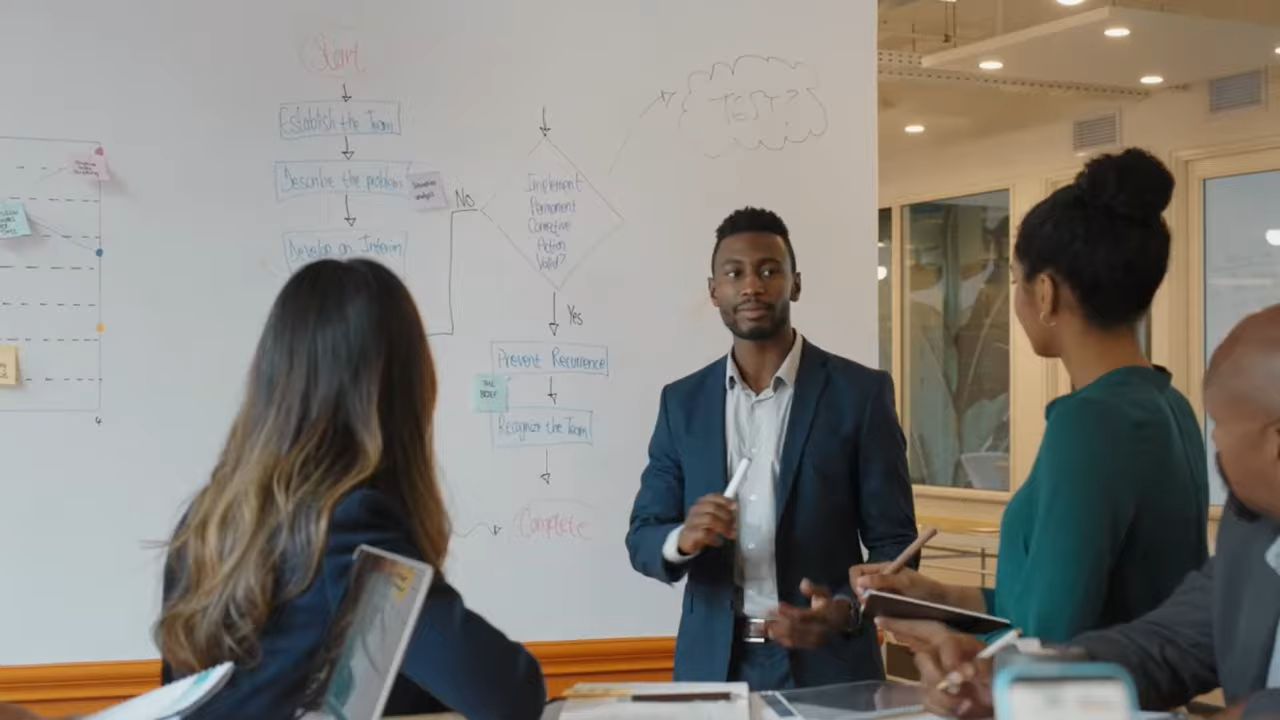 Start
Establish the Team
Describe the problem
Develop an Interim
No
Implement
Permanent
Corrective
Action
Valid?
TEST?
Yes
Prevent Recurrence
Recognize the Team
Complete